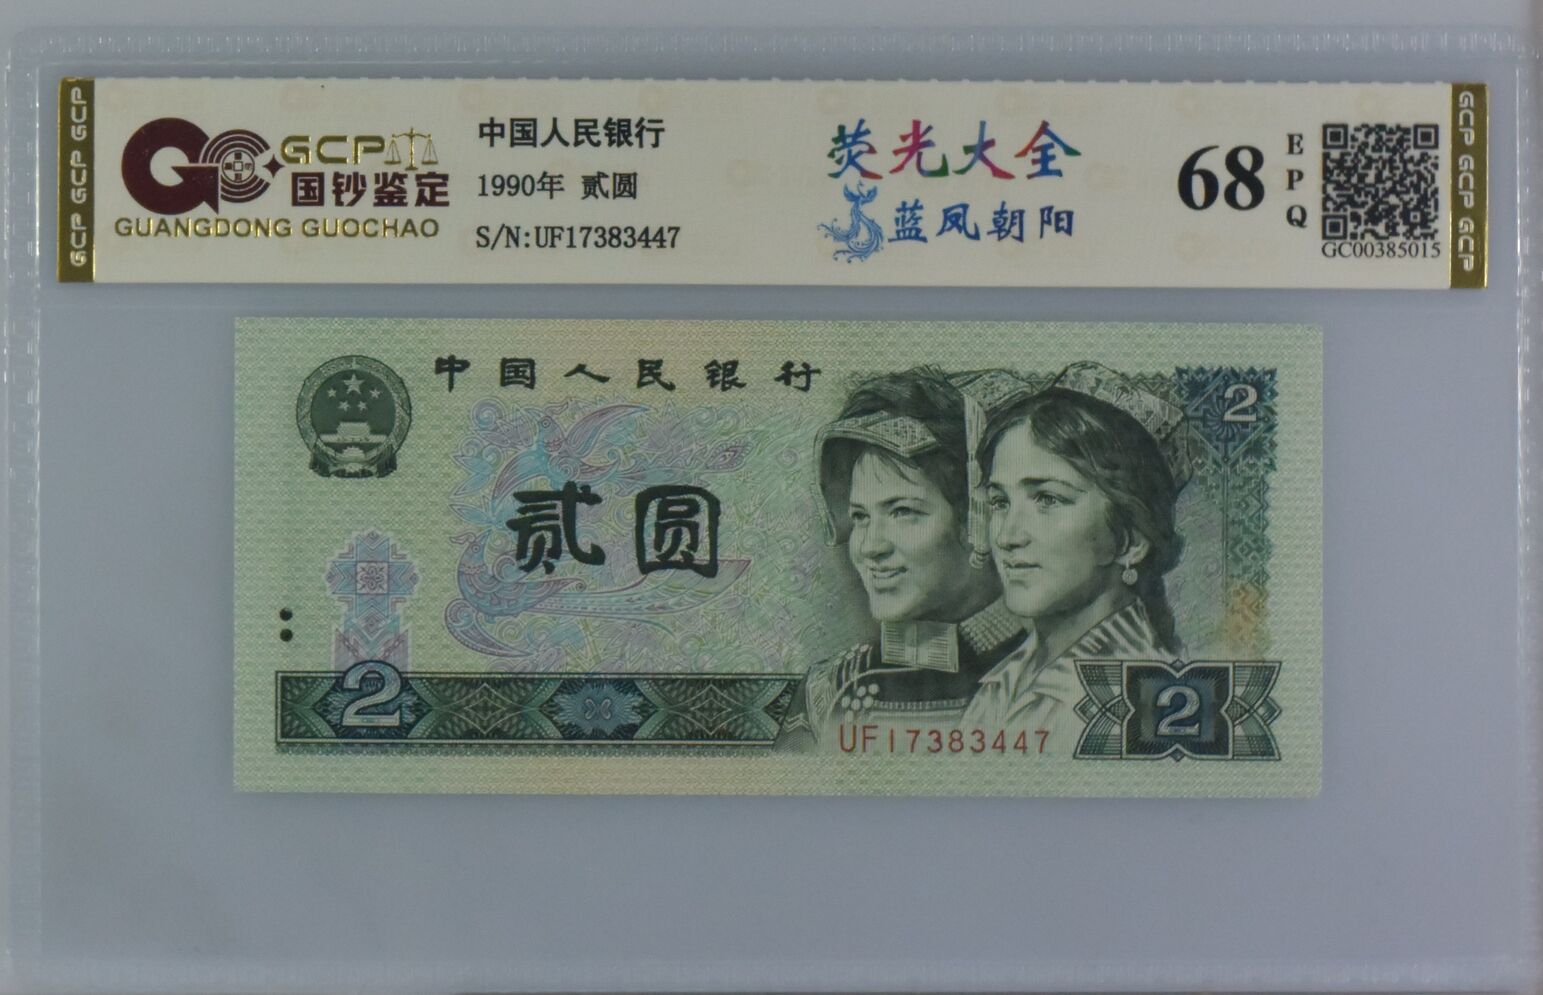 GCP GCP GCP
GCP
国钞鉴定
GUANGDONG GUOCHAO
中国人民银行
1990年 贰圆
S/N:UF17383447
荧光大全
蓝凤朝阳
68
EPQ
GC00385015
GCP GCP GCP
中国人民银行
2
贰圆
2
UF17383447
2